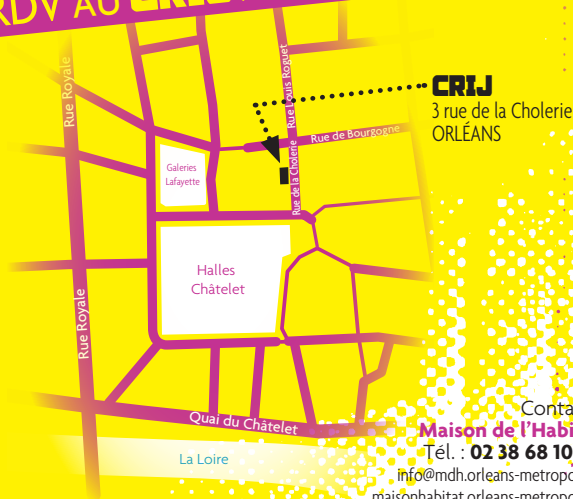 RDV AU
Rue Royale
Rue Louis Roguet
CRIJ
3 rue de la Cholerie
ORLÉANS
Rue de Bourgogne
Galeries
Lafayette
Rue de la Cholerie
Halles
Châtelet
Rue Royale
Quai du Châtelet
La Loire
Conta
Maison de l'Habi
Tél. : 02 38 68 10
info@mdh.orleans-metropo
maisonhabitat.orleans-metropo